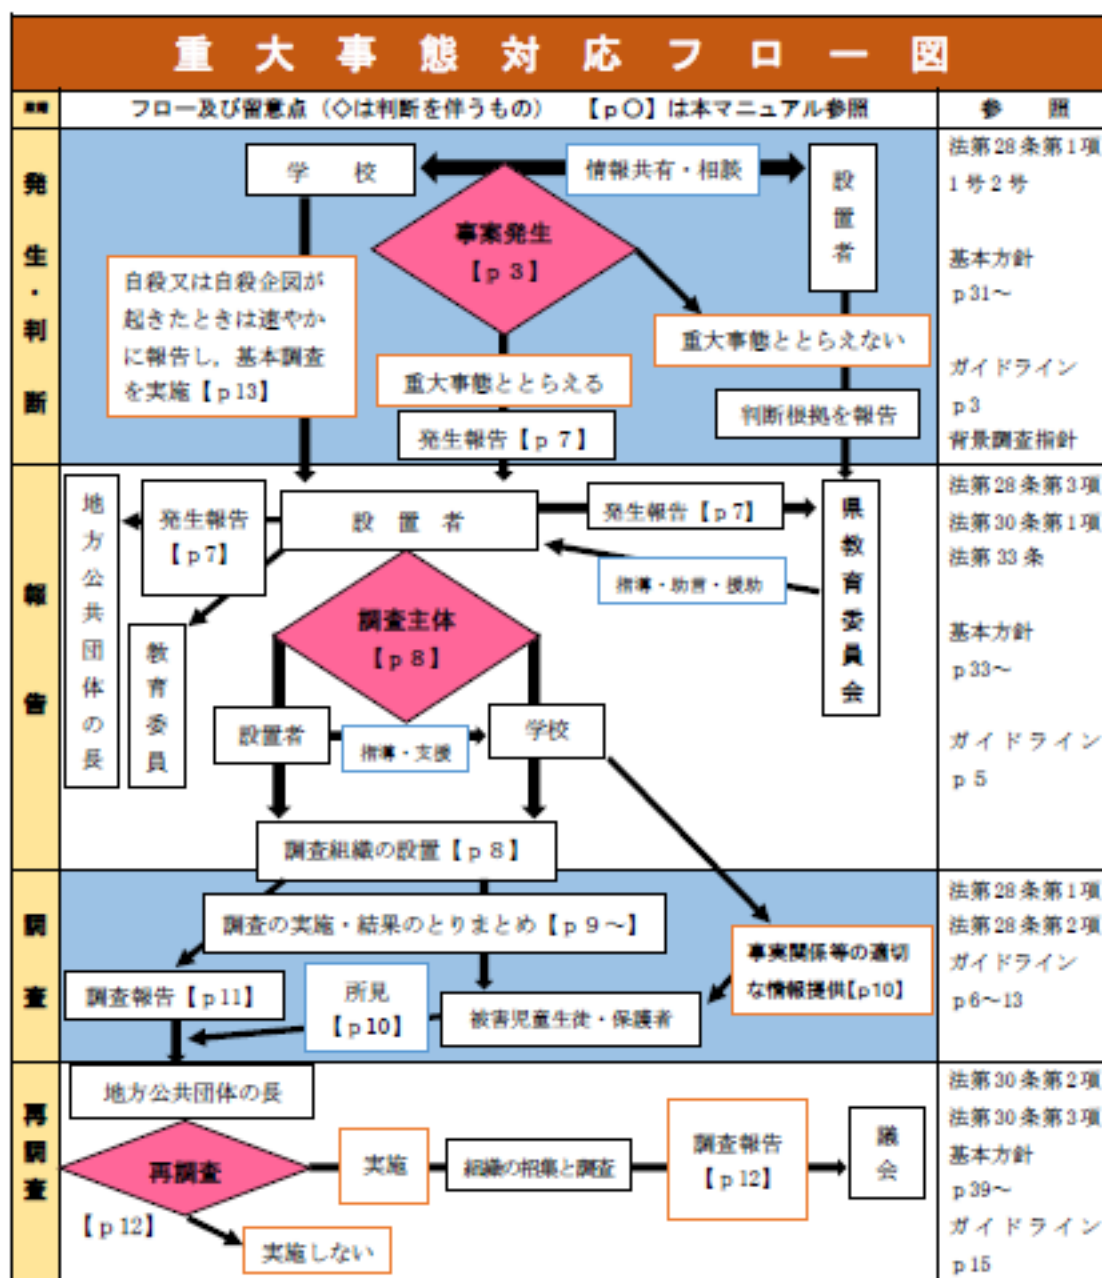 重大事態対応フロー図
フロー及び留意点（◇は判断を伴うもの）　【p〇】は本マニュアル参照
参　照
発生・判断
学　校
情報共有・相談
設置者
事案発生
【p 3】
自殺又は自殺企図が
起きたときは速やか
に報告し，基本調査
を実施【p13】
重大事態ととらえない
重大事態ととらえる
発生報告【p 7】
判断根拠を報告
法第28条第1項
1号2号
基本方針
p31～
ガイドライン
p3
背景調査指針
報告
地方公共団体の長
発生報告
【p7】
設 置 者
発生報告【p7】
県教育委員会
指導・助言・援助
教育委員
調査主体
【p 8】
設置者
指導・支援
学校
調査組織の設置【p 8】
法第28条第3項
法第30条第1項
法第33条
基本方針
p33～
ガイドライン
p 5
調査
調査の実施・結果のとりまとめ【p 9～】
調査報告【p11】
所見
【p10】
被害児童生徒・保護者
事実関係等の適切
な情報提供【p10】
法第28条第1項
法第28条第2項
ガイドライン
p6～13
再調査
地方公共団体の長
再調査
【p12】
実施
組織の招集と調査
調査報告
【p12】
議会
実施しない
法第30条第2項
法第30条第3項
基本方針
p39～
ガイドライン
p15